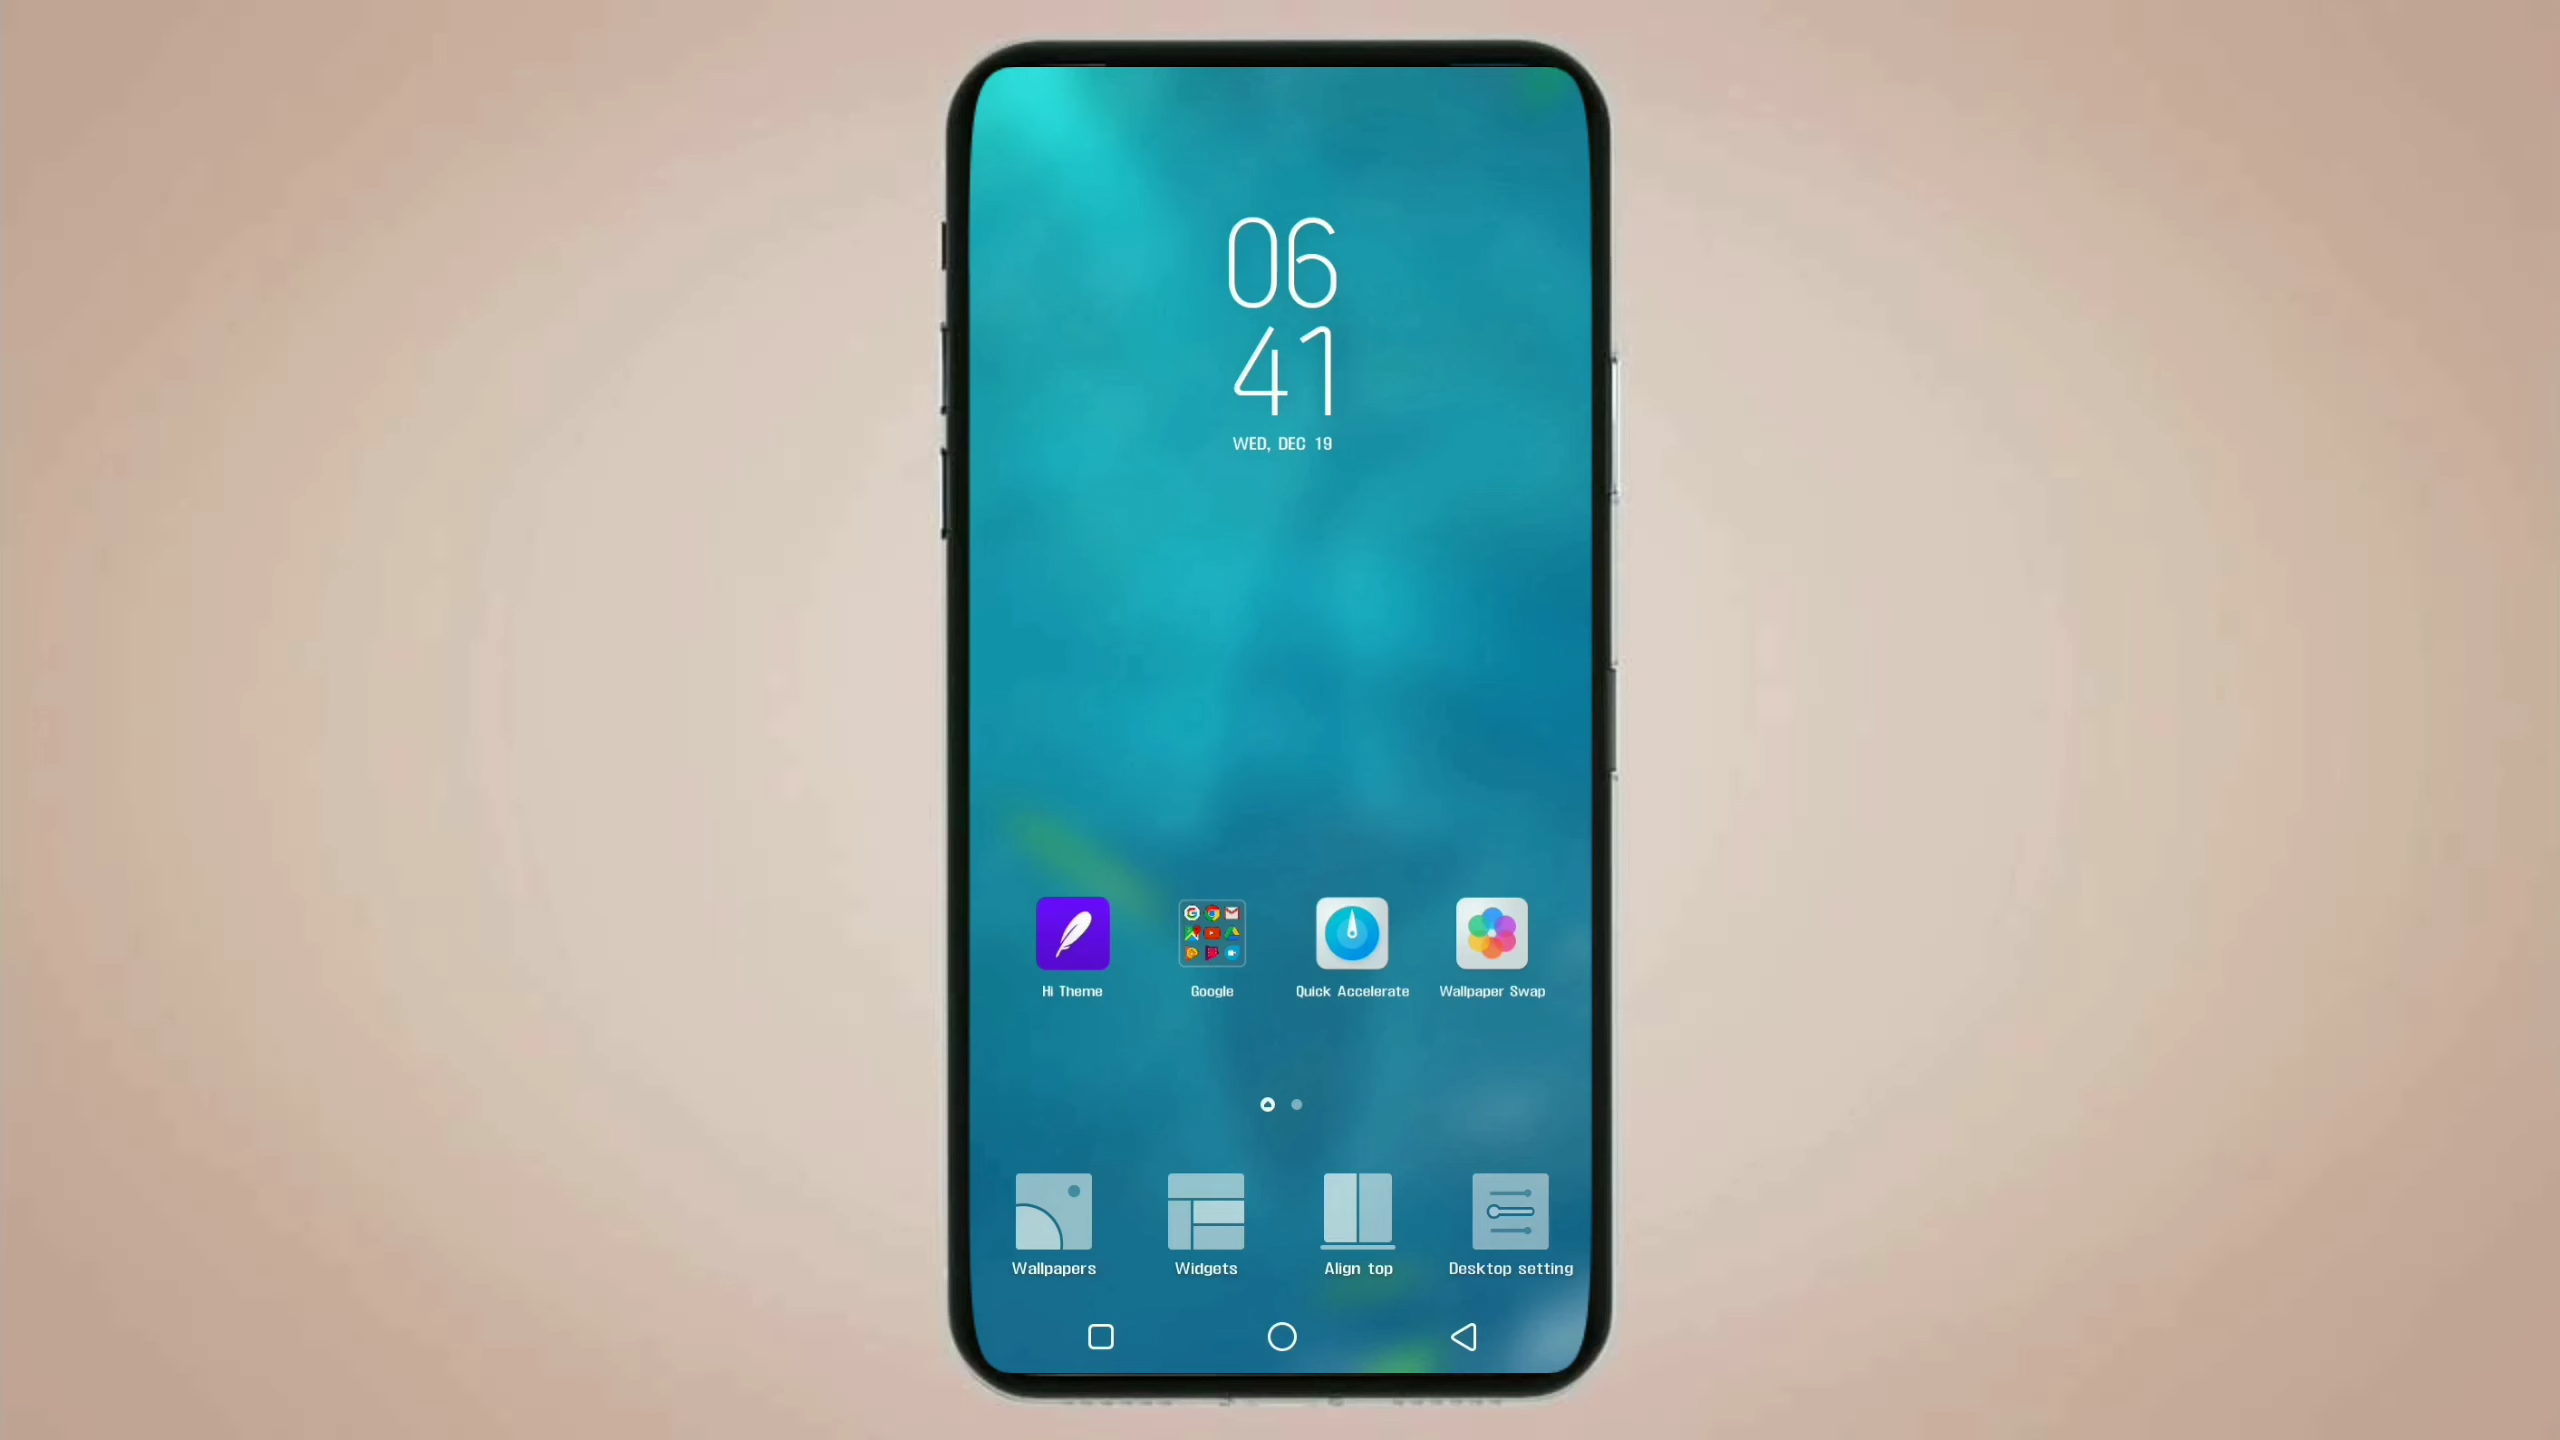 06
41
WED, DEC 19
Hi Theme
Google
Quick Accelerate
Wallpaper Swap
Wallpapers
Widgets
Align top
Desktop setting